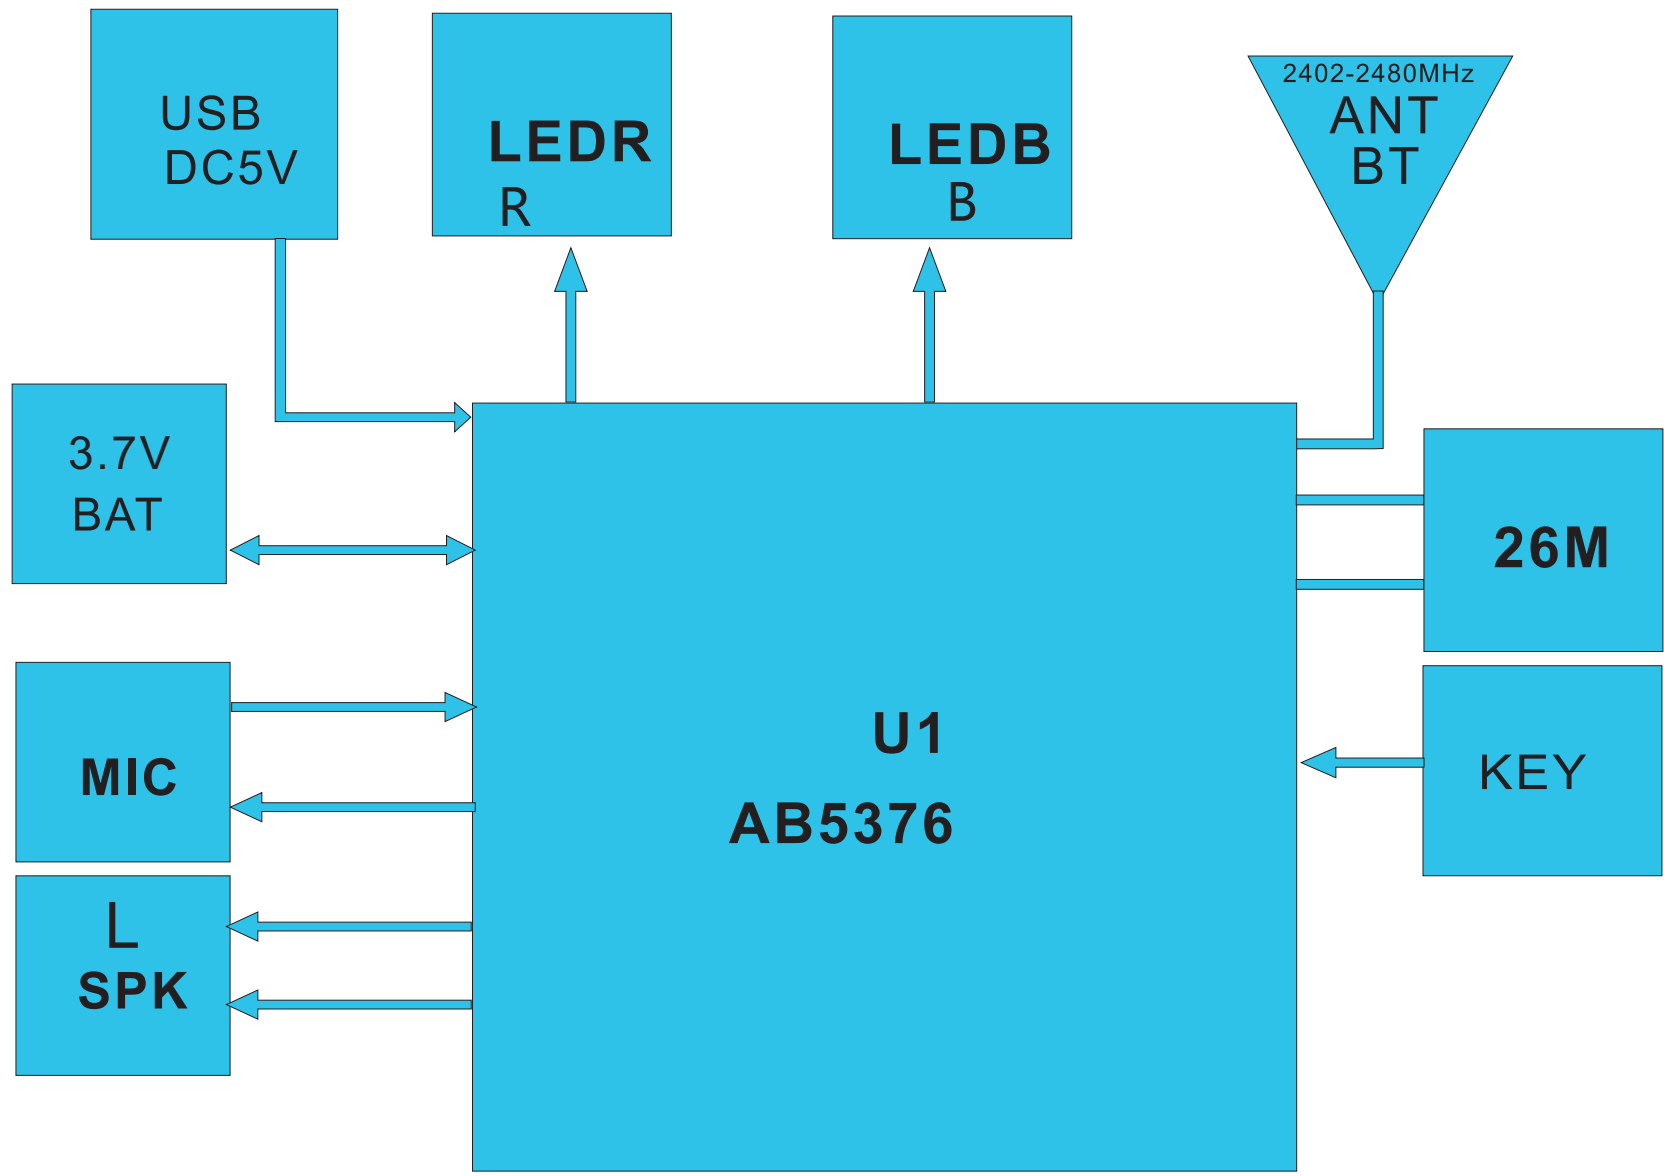 USB
DC5V
LEDR
R
LEDB
B
2402-2480MHz
ANT
BT
3.7V
BAT
26M
MIC
U1
AB5376
KEY
L
SPK